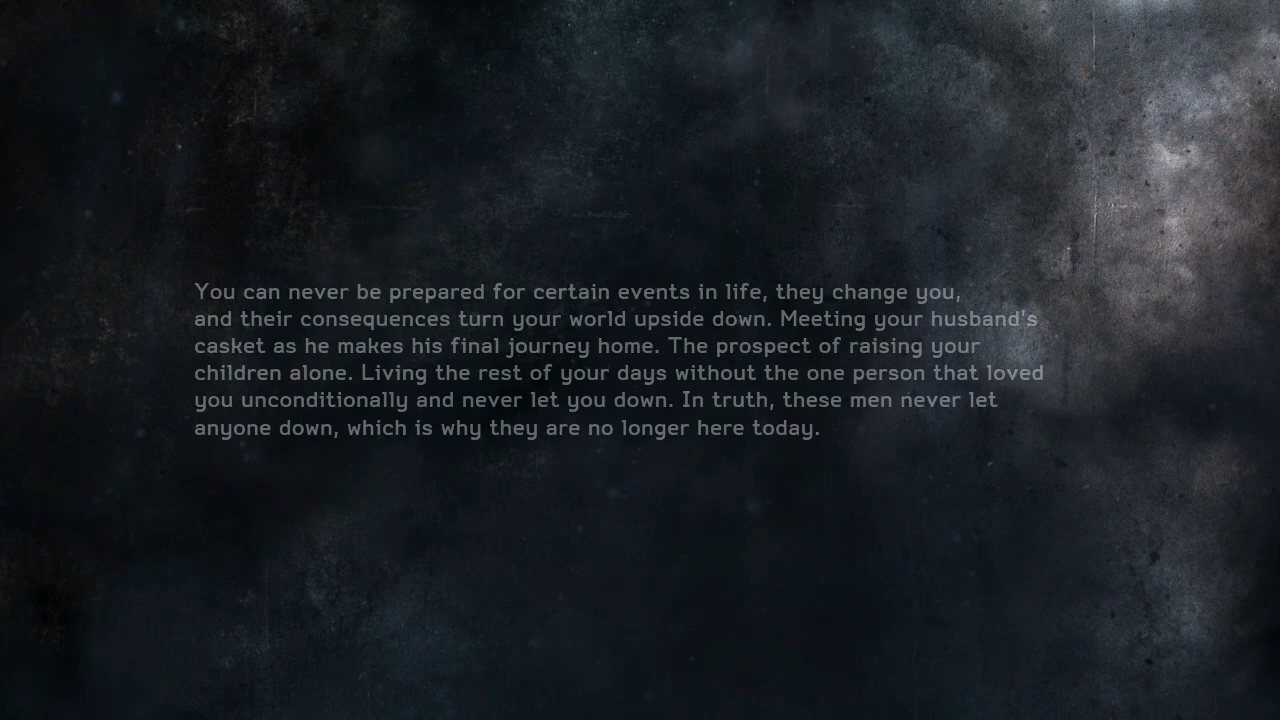 You can never be prepared for certain events in life, they change you,
and their consequences turn your world upside down. Meeting your husband's
casket as he makes his final journey home. The prospect of raising your
children alone. Living the rest of your days without the one person that loved
you unconditionally and never let you down. In truth, these men never let
anyone down, which is why they are no longer here today.